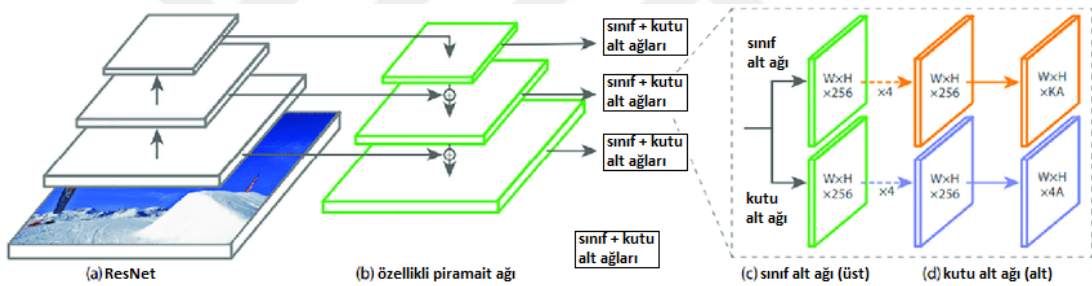 sınıf + kutu
alt ağları
sınıf + kutu
alt ağları
sınıf + kutu
alt ağları
sınıf + kutu
alt ağları
sınıf
alt ağı
W×H
×256
×4
W×H
×256
W×H
×KA
kutu
alt ağı
W×H
×256
×4
W×H
×256
W×H
×4A
(a) ResNet
(b) özellikli piramait ağı
(c) sınıf alt ağı (üst)
(d) kutu alt ağı (alt)